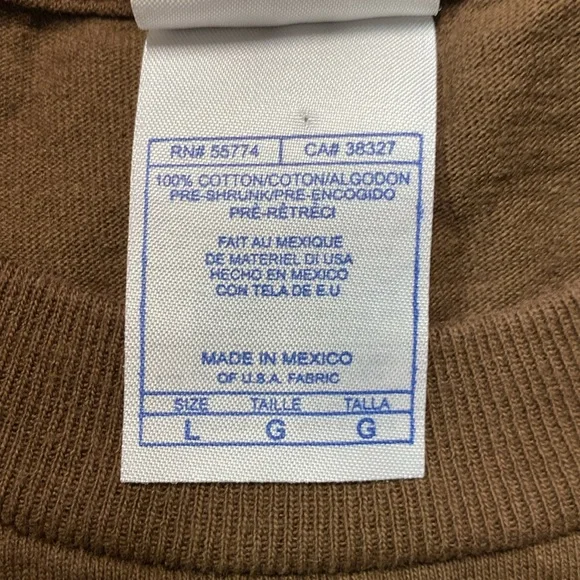 RN# 55774 CA# 38327
100% COTTON/COTON/ALGODON
PRE-SHRUNK/PRE-ENCOGIDO
PRÉ-RÉTRÉCI
FAIT AU MEXIQUE
DE MATERIEL DI USA
HECHO EN MEXICO
CON TELA DE E.U
MADE IN MEXICO
OF U.S.A. FABRIC
SIZE TAILLE TALLA
L G G